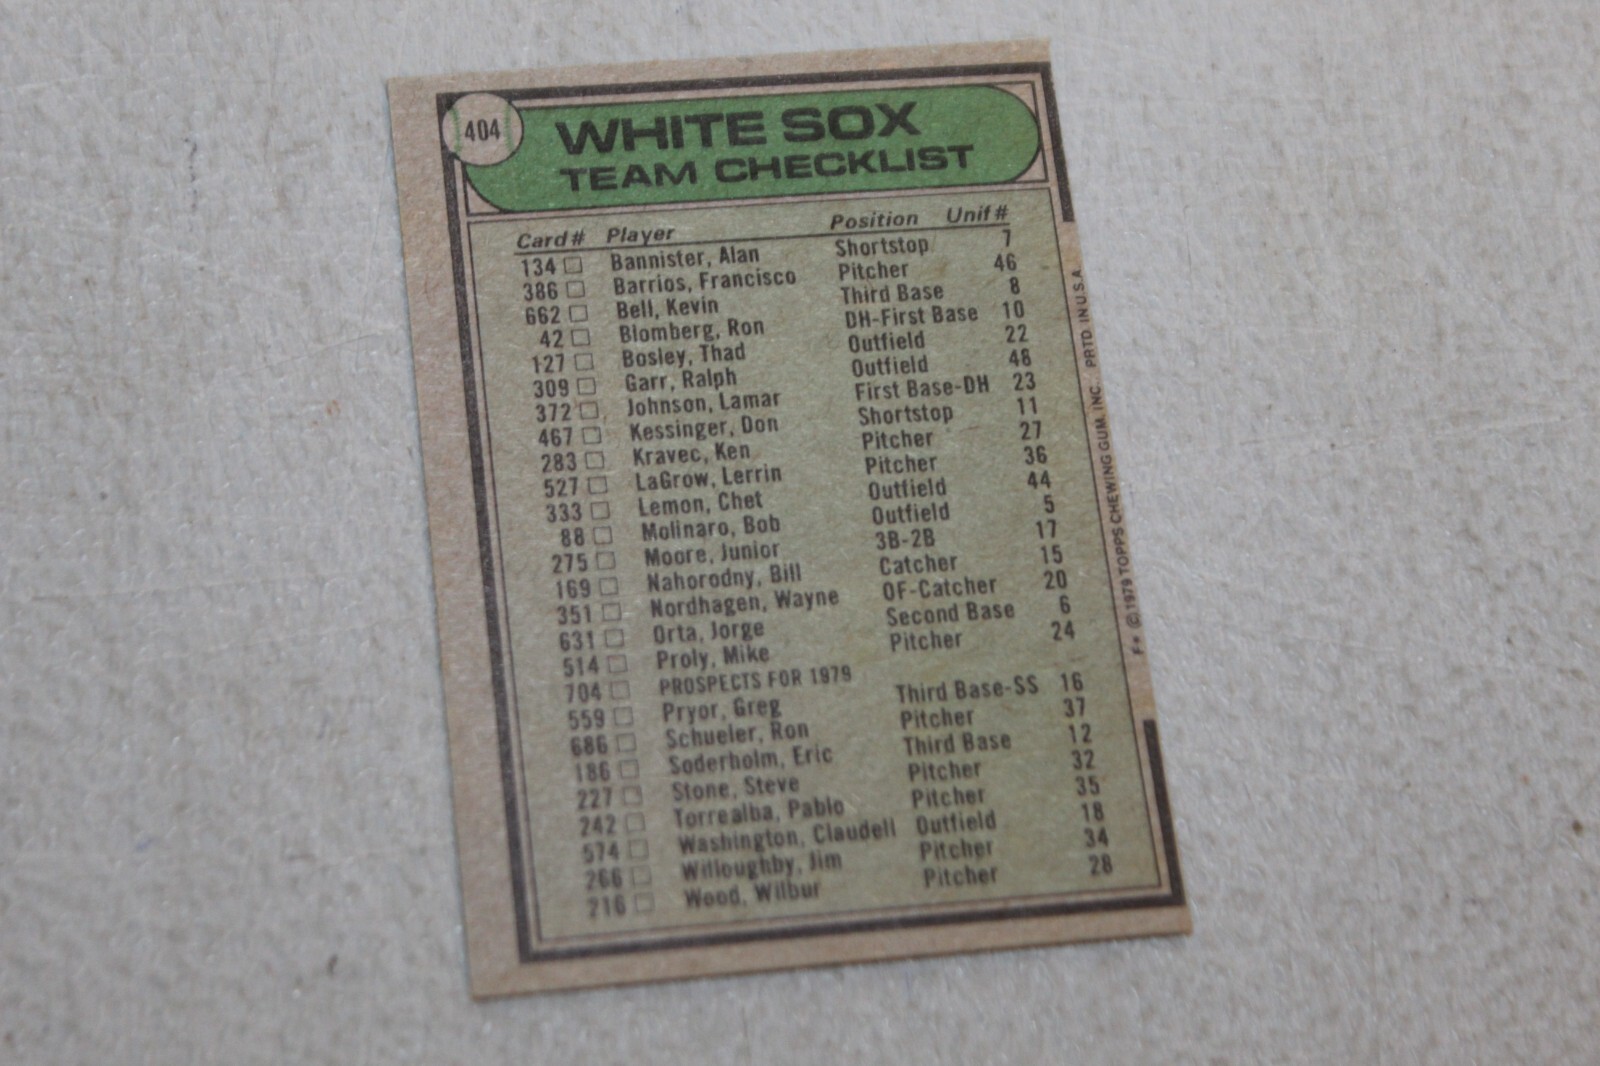 404
WHITE SOX
TEAM CHECKLIST
Card # Player Position Unif #
134 Bannister, Alan Shortstop 7
386 Barrios, Francisco Pitcher 46
662 Bell, Kevin Third Base 8
42 Blomberg, Ron DH-First Base 10
127 Bosley, Thad Outfield 22
309 Garr, Ralph Outfield 48
372 Johnson, Lamar First Base-DH 23
467 Kessinger, Don Shortstop 11
283 Kravec, Ken Pitcher 27
527 LaGrow, Lerrin Pitcher 36
333 Lemon, Chet Outfield 44
88 Molinaro, Bob Outfield 5
275 Moore, Junior 3B-2B 17
169 Nahorodny, Bill Catcher 15
351 Nordhagen, Wayne OF-Catcher 20
631 Orta, Jorge Second Base 6
514 Proly, Mike Pitcher 24
704 PROSPECTS FOR 1979
559 Pryor, Greg Third Base-SS 16
686 Schueler, Ron Pitcher 37
186 Soderholm, Eric Third Base 12
227 Stone, Steve Pitcher 32
242 Torrealba, Pablo Pitcher 35
574 Washington, Claudell Outfield 18
266 Willoughby, Jim Pitcher 34
216 Wood, Wilbur Pitcher 28
F* © 1979 TOPPS CHEWING GUM, INC. PRTD. IN U.S.A.